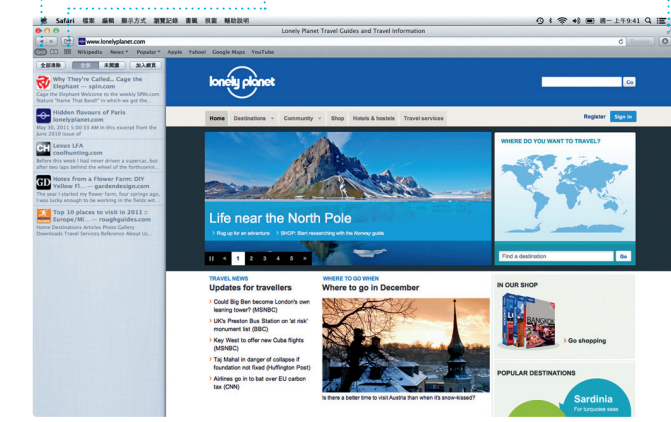 Safari 檔案 編輯 顯示方式 瀏覽記錄 書籤 視窗 輔助說明
週一上午9:41
Lonely Planet Travel Guides and Travel Information
www.lonelyplanet.com
Reader
Wikipedia News Popular Apple Yahoo! Google Maps YouTube
全部清除 全部 未閱讀 加入網頁
Why They're Called... Cage the
Elephant — spin.com
Cage the Elephant Welcome to the weekly SPIN.com
feature "Name That Band!" in which we get the...
Hidden flavours of Paris
lonelyplanet.com
May 30, 2011 5:00:33 AM in this excerpt from the
June 2010 issue of
CH
Lexus LFA
coolhunting.com
Before this week I had never driven a supercar, but
after two laps behind the wheel of the forthcomin...
GD
Notes from a Flower Farm: DIY
Yellow Fl... — gardendesign.com
The year I started my flower farm, four springs ago,
I was lucky enough to be working in the fields wit...
Top 10 places to visit in 2011 ::
Europe/Mi... — roughguides.com
Home Destinations Articles Photo Gallery
Downloads Travel Services Reference About Us...
lonely planet
Go
Home Destinations Community Shop Hotels & hostels Travel services
Register Sign in
Life near the North Pole
› Rug up for an adventure › SHOP: Start researching with the Norway guide
II < 1 2 3 4 5 >
WHERE DO YOU WANT TO TRAVEL?
Find a destination Go
TRAVEL NEWS
Updates for travellers
› Could Big Ben become London's own
leaning tower? (MSNBC)
› UK's Preston Bus Station on 'at risk'
monument list (BBC)
› Key West to offer new Cuba flights
(MSNBC)
› Taj Mahal in danger of collapse if
foundation not fixed (Huffington Post)
› Airlines go in to bat over EU carbon
tax (CNN)
WHERE TO GO WHEN
Where to go in December
Is there a better time to visit Austria than when it's snow-kissed?
IN OUR SHOP
BANGKOK
› Go shopping
POPULAR DESTINATIONS
Sardinia
For turquoise seas